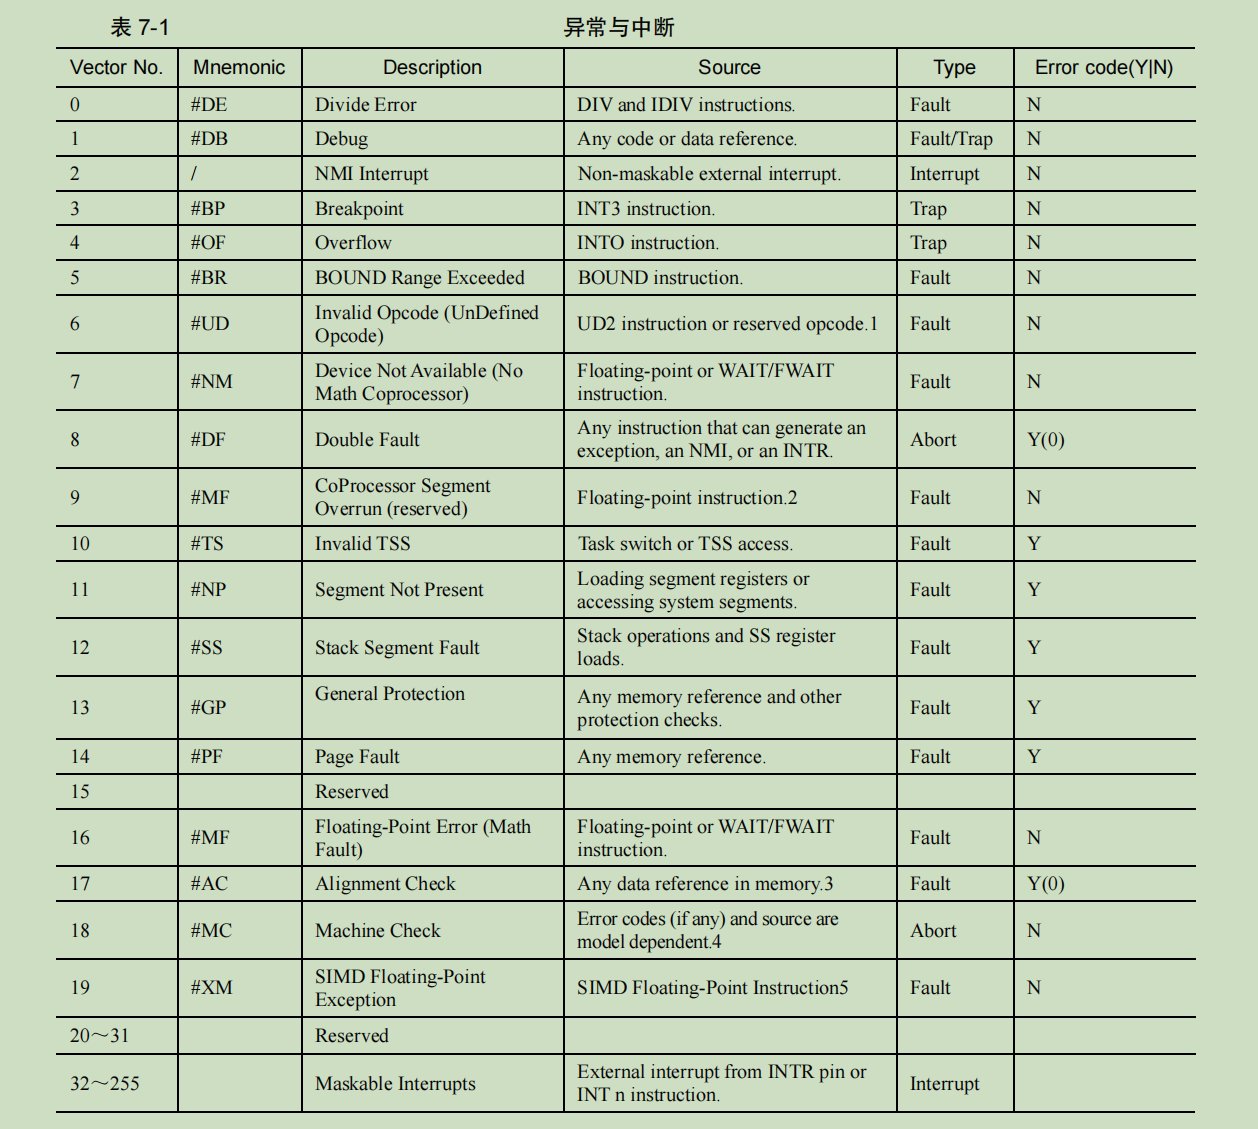 表 7-1 异常与中断
Vector No. Mnemonic Description Source Type Error code(Y|N)
0 #DE Divide Error DIV and IDIV instructions. Fault N
1 #DB Debug Any code or data reference. Fault/Trap N
2 / NMI Interrupt Non-maskable external interrupt. Interrupt N
3 #BP Breakpoint INT3 instruction. Trap N
4 #OF Overflow INTO instruction. Trap N
5 #BR BOUND Range Exceeded BOUND instruction. Fault N
6 #UD Invalid Opcode (UnDefined
Opcode) UD2 instruction or reserved opcode.1 Fault N
7 #NM Device Not Available (No
Math Coprocessor) Floating-point or WAIT/FWAIT
instruction. Fault N
8 #DF Double Fault Any instruction that can generate an
exception, an NMI, or an INTR. Abort Y(0)
9 #MF CoProcessor Segment
Overrun (reserved) Floating-point instruction.2 Fault N
10 #TS Invalid TSS Task switch or TSS access. Fault Y
11 #NP Segment Not Present Loading segment registers or
accessing system segments. Fault Y
12 #SS Stack Segment Fault Stack operations and SS register
loads. Fault Y
13 #GP General Protection Any memory reference and other
protection checks. Fault Y
14 #PF Page Fault Any memory reference. Fault Y
15 Reserved
16 #MF Floating-Point Error (Math
Fault) Floating-point or WAIT/FWAIT
instruction. Fault N
17 #AC Alignment Check Any data reference in memory.3 Fault Y(0)
18 #MC Machine Check Error codes (if any) and source are
model dependent.4 Abort N
19 #XM SIMD Floating-Point
Exception SIMD Floating-Point Instruction5 Fault N
20～31 Reserved
32～255 Maskable Interrupts External interrupt from INTR pin or
INT n instruction. Interrupt